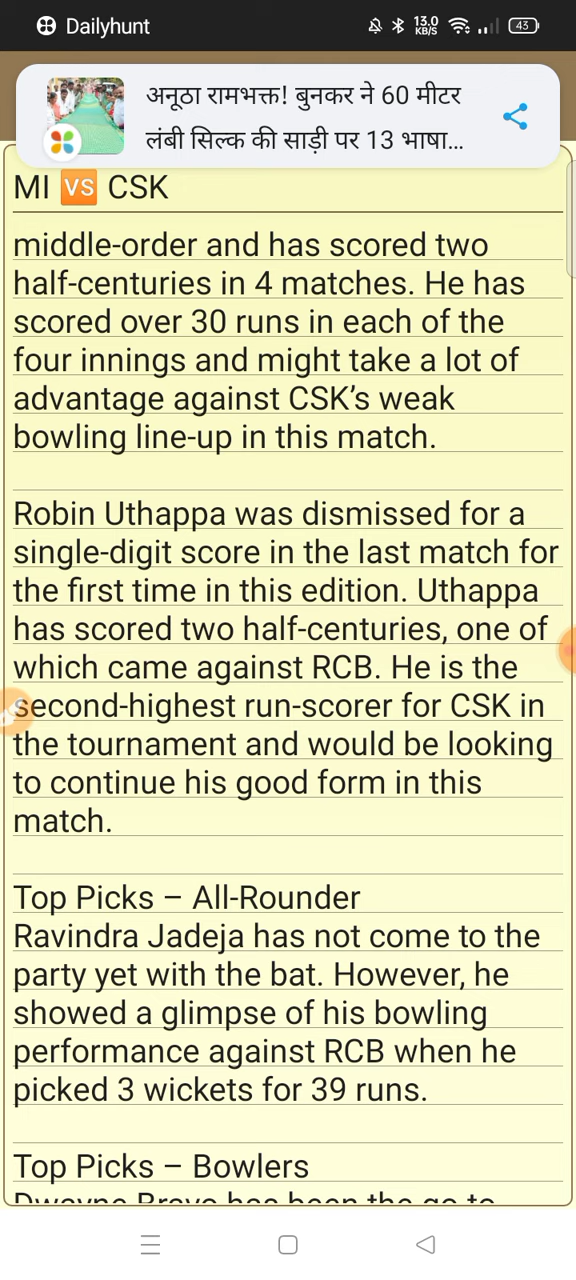 Dailyhunt
13.0
KB/S
43
अनूठा रामभक्त! बुनकर ने 60 मीटर
लंबी सिल्क की साड़ी पर 13 भाषा...
MI VS CSK
middle-order and has scored two
half-centuries in 4 matches. He has
scored over 30 runs in each of the
four innings and might take a lot of
advantage against CSK’s weak
bowling line-up in this match.
Robin Uthappa was dismissed for a
single-digit score in the last match for
the first time in this edition. Uthappa
has scored two half-centuries, one of
which came against RCB. He is the
second-highest run-scorer for CSK in
the tournament and would be looking
to continue his good form in this
match.
Top Picks – All-Rounder
Ravindra Jadeja has not come to the
party yet with the bat. However, he
showed a glimpse of his bowling
performance against RCB when he
picked 3 wickets for 39 runs.
Top Picks – Bowlers
Dwayne Bravo has been the go to